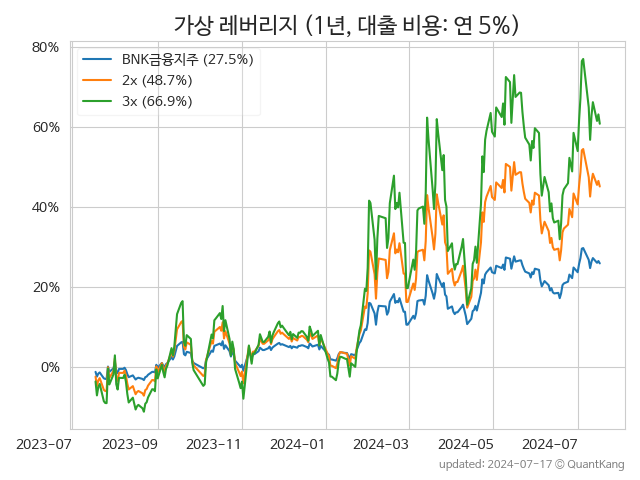 가상 레버리지 (1년, 대출 비용: 연 5%)
80%
60%
40%
20%
0%
BNK금융지주 (27.5%)
2x (48.7%)
3x (66.9%)
2023-07
2023-09
2023-11
2024-01
2024-03
2024-05
2024-07
updated: 2024-07-17 © QuantKang